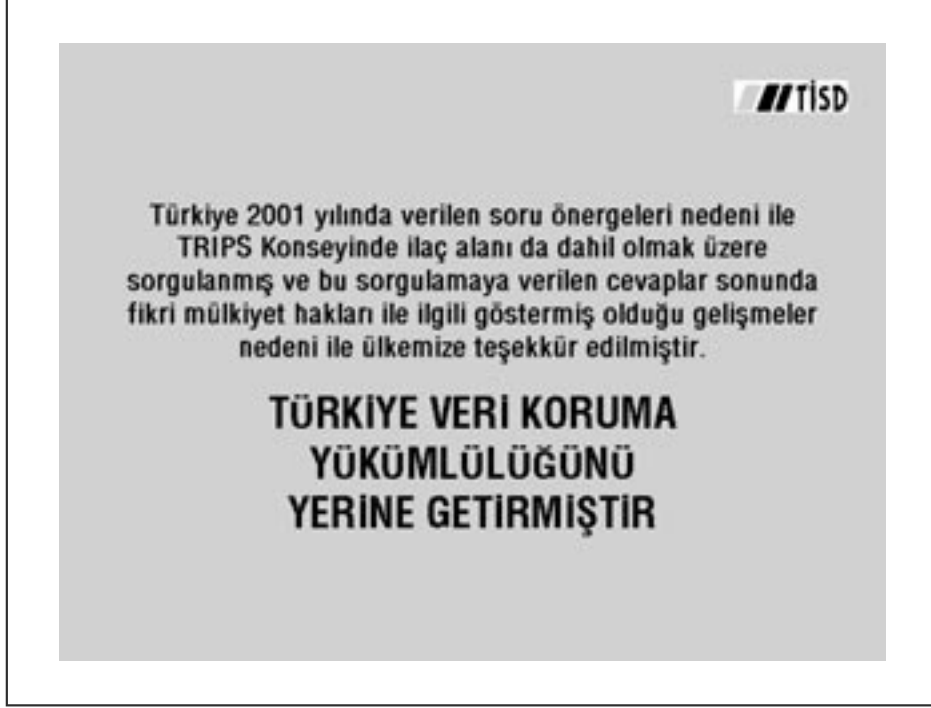 TİSD
Türkiye 2001 yılında verilen soru önergeleri nedeni ile
TRIPS Konseyinde ilaç alanı da dahil olmak üzere
sorgulanmış ve bu sorgulamaya verilen cevaplar sonunda
fikri mülkiyet hakları ile ilgili göstermiş olduğu gelişmeler
nedeni ile ülkemize teşekkür edilmiştir.
TÜRKİYE VERİ KORUMA
YÜKÜMLÜLÜĞÜNÜ
YERİNE GETİRMİŞTİR